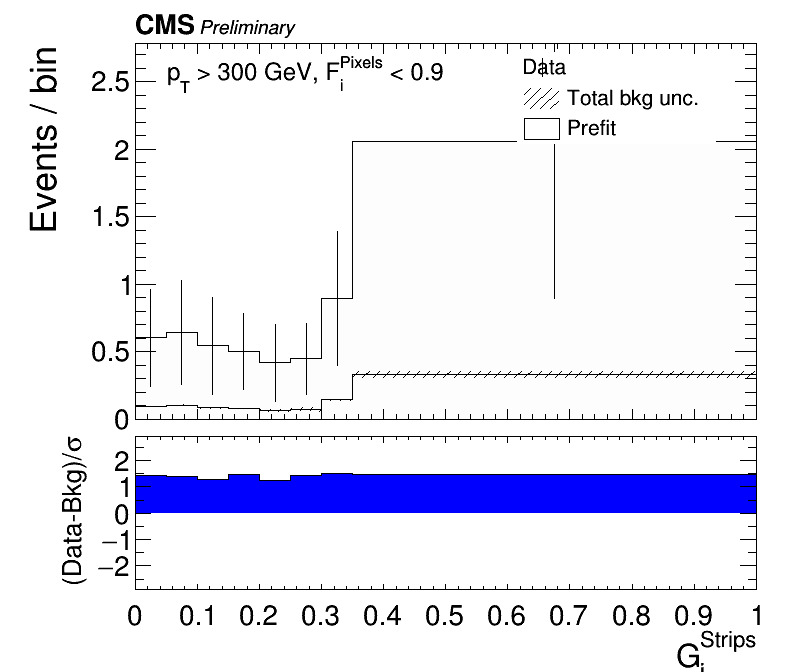 CMS Preliminary
p_T > 300 GeV, F_i^Pixels < 0.9
Data
Total bkg unc.
Prefit
Events / bin
2.5
2
1.5
1
0.5
0
(Data-Bkg)/σ
2
1
0
−1
−2
0 0.1 0.2 0.3 0.4 0.5 0.6 0.7 0.8 0.9 1
G_i^Strips